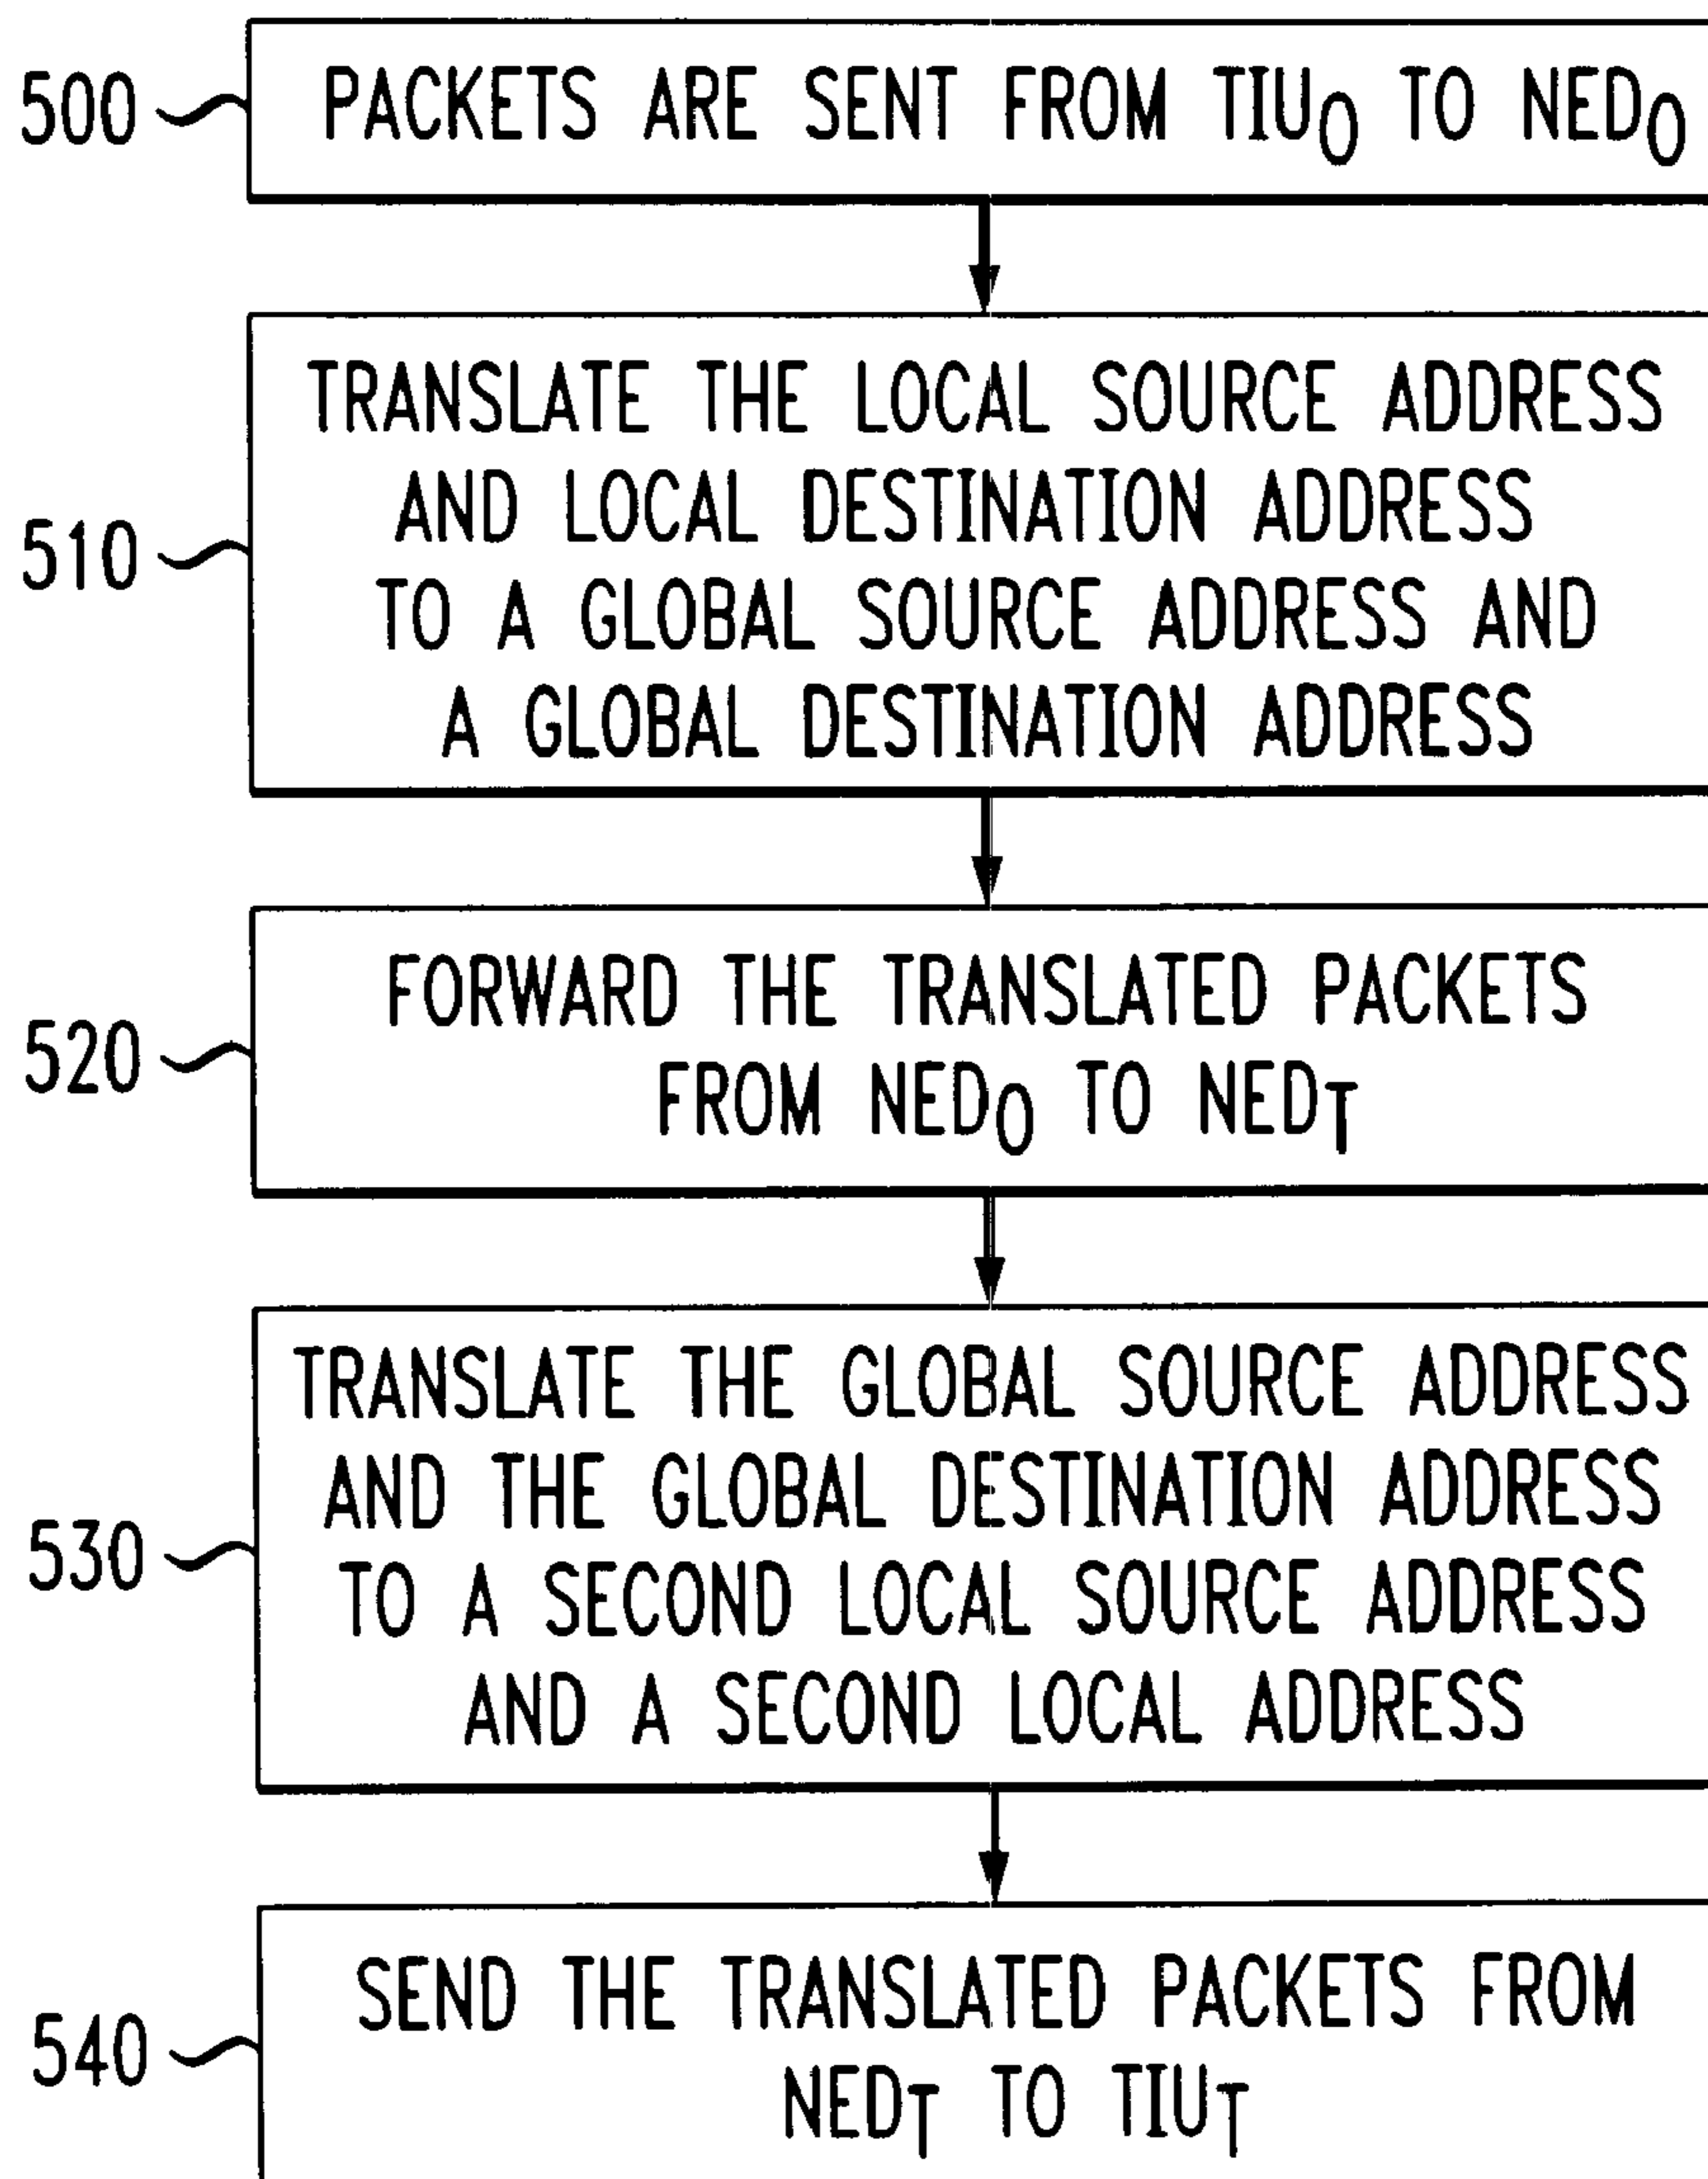 500
PACKETS ARE SENT FROM TIU₀ TO NED₀
510
TRANSLATE THE LOCAL SOURCE ADDRESS
AND LOCAL DESTINATION ADDRESS
TO A GLOBAL SOURCE ADDRESS AND
A GLOBAL DESTINATION ADDRESS
520
FORWARD THE TRANSLATED PACKETS
FROM NED₀ TO NEDT
530
TRANSLATE THE GLOBAL SOURCE ADDRESS
AND THE GLOBAL DESTINATION ADDRESS
TO A SECOND LOCAL SOURCE ADDRESS
AND A SECOND LOCAL ADDRESS
540
SEND THE TRANSLATED PACKETS FROM
NEDT TO TIUT